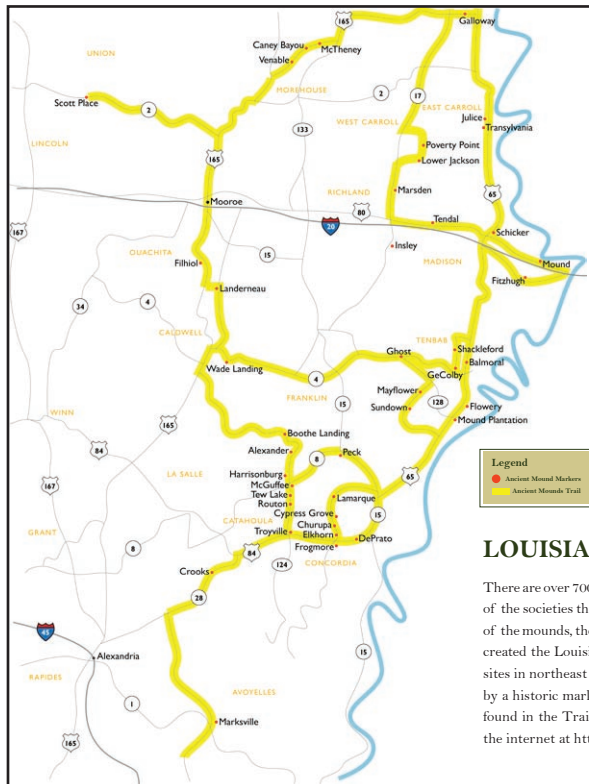 165
Galloway
UNION
Caney Bayou
McTheney
Venable
MOREHOUSE
Scott Place
2
2
17
EAST CARROLL
133
WEST CARROLL
Julice
Transylvania
LINCOLN
165
Poverty Point
Lower Jackson
65
RICHLAND
Marsden
Mooroe
80
167
20
Tendal
Schicker
OUACHITA
15
Insley
MADISON
Mound
Filhiol
Fitzhugh
Landerneau
34
4
CALDWELL
TENBAB
Ghost
Shackleford
Balmoral
Wade Landing
GeColby
4
Mayflower
FRANKLIN
128
Sundown
Flowery
WINN
15
Mound Plantation
165
84
Boothe Landing
Alexander
8
Peck
65
Legend
Ancient Mound Markers
Ancient Mounds Trail
LA SALLE
Harrisonburg
McGuffee
167
Tew Lake
Lamarque
Routon
Cypress Grove
15
GRANT
CATAHOULA
Churupa
Troyville
Elkhorn
DePrato
8
84
Frogmore
LOUISIA
124
CONCORDIA
Crooks
28
There are over 700
of the societies th
of the mounds, the
created the Louisi
sites in northeast
by a historic mark
found in the Trai
the internet at htt
45
Alexandria
15
RAPIDES
1
AVOYELLES
Marksville
165